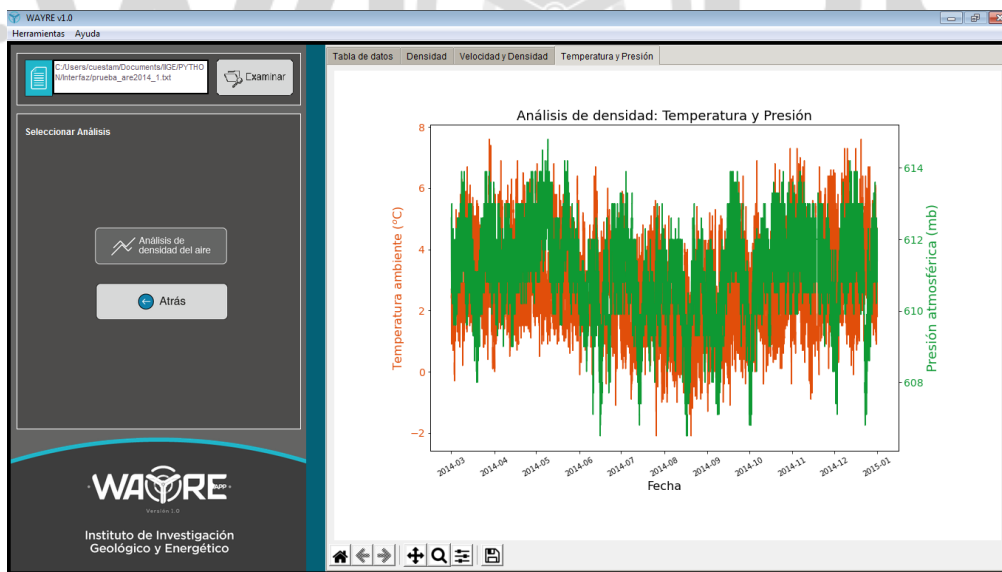 WAYRE v1.0
Herramientas Ayuda
C:/Users/cuestam/Documents/IIGE/PYTHO
N/Interfaz/prueba_are2014_1.txt
Examinar
Seleccionar Análisis
Análisis de
densidad del aire
Atrás
WAYRE
APP
Versión 1.0
Instituto de Investigación
Geológico y Energético
Tabla de datos Densidad Velocidad y Densidad Temperatura y Presión
Análisis de densidad: Temperatura y Presión
8
6
4
2
0
−2
Temperatura ambiente (ºC)
614
612
610
608
Presión atmosférica (mb)
2014-03 2014-04 2014-05 2014-06 2014-07 2014-08 2014-09 2014-10 2014-11 2014-12 2015-01
Fecha